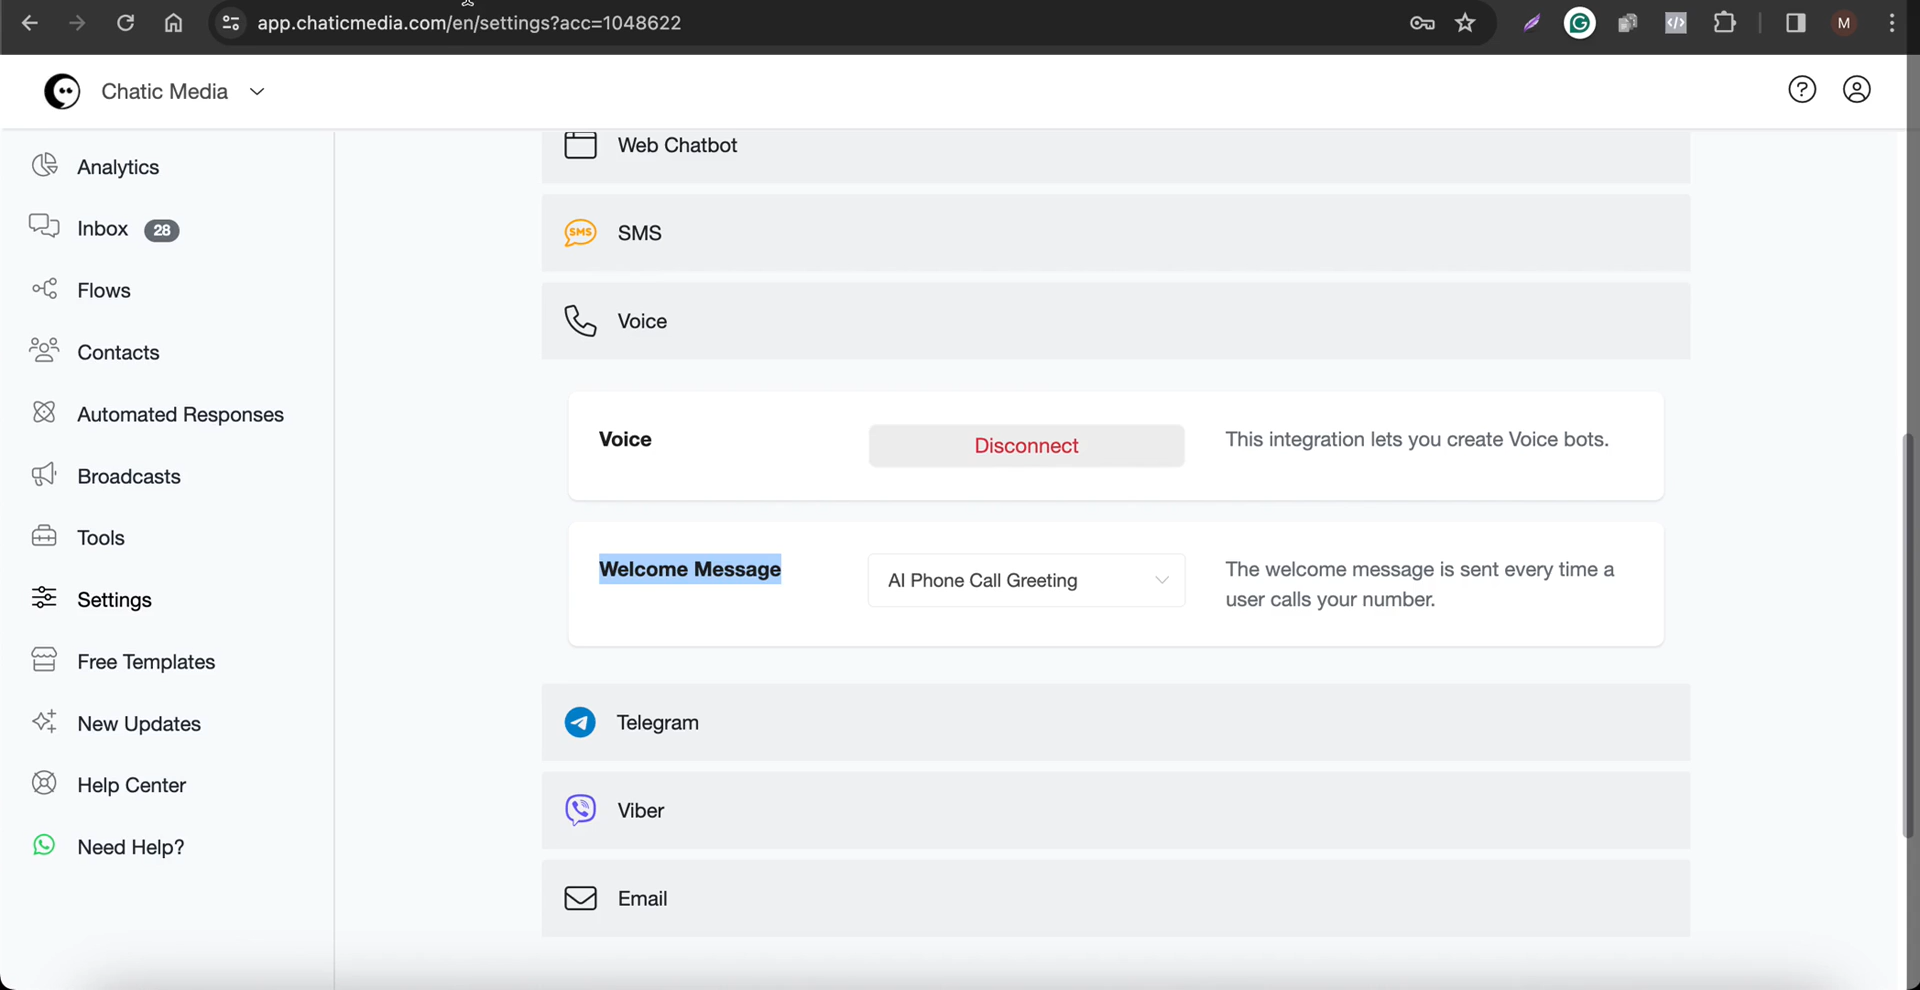 app.chaticmedia.com/en/settings?acc=1048622
M
Chatic Media
Analytics
Inbox 28
Flows
Contacts
Automated Responses
Broadcasts
Tools
Settings
Free Templates
New Updates
Help Center
Need Help?
Web Chatbot
SMS SMS
Voice
Voice
Disconnect
This integration lets you create Voice bots.
Welcome Message
AI Phone Call Greeting
The welcome message is sent every time a
user calls your number.
Telegram
Viber
Email